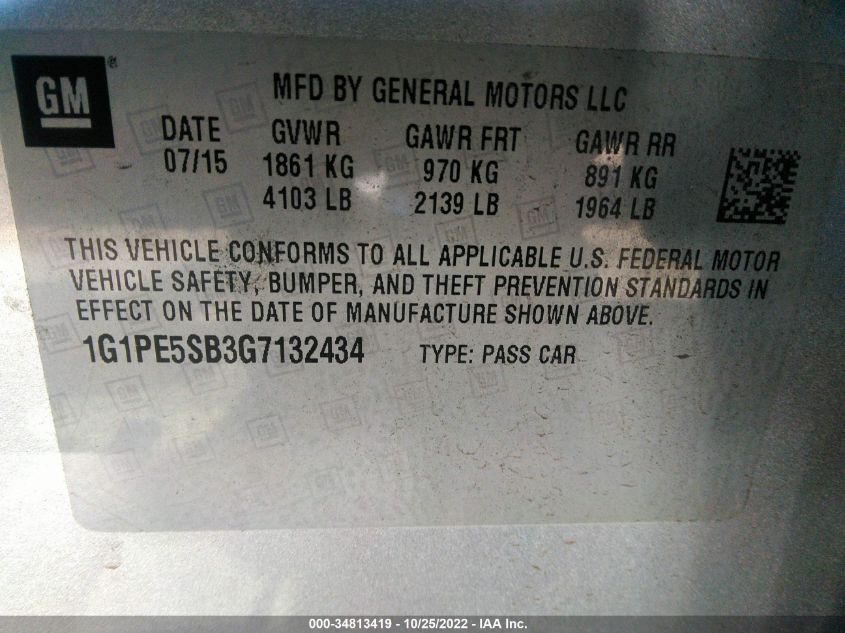 GM®
MFD BY GENERAL MOTORS LLC
DATE GVWR GAWR FRT GAWR RR
07/15 1861 KG 970 KG 891 KG
4103 LB 2139 LB 1964 LB
THIS VEHICLE CONFORMS TO ALL APPLICABLE U.S. FEDERAL MOTOR
VEHICLE SAFETY, BUMPER, AND THEFT PREVENTION STANDARDS IN
EFFECT ON THE DATE OF MANUFACTURE SHOWN ABOVE.
1G1PE5SB3G7132434 TYPE: PASS CAR
000-34813419 - 10/25/2022 - IAA Inc.